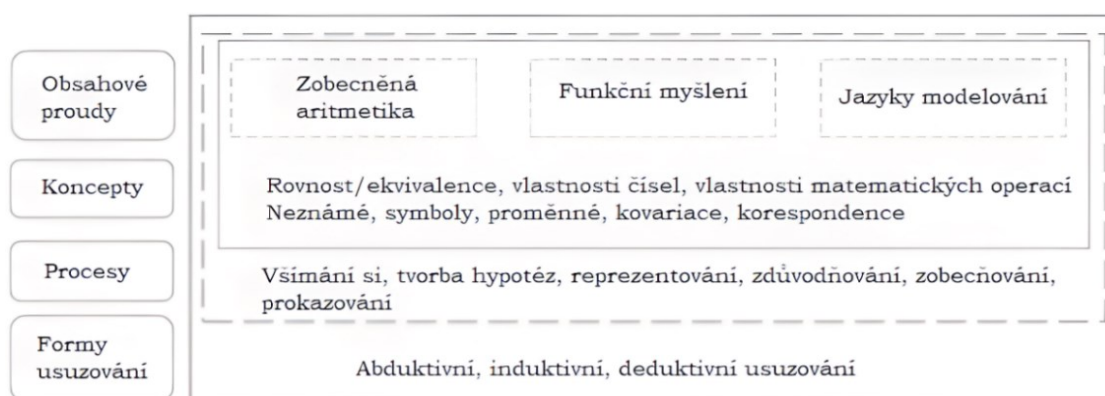 Obsahové
proudy
Zobecněná
aritmetika
Funkční myšlení
Jazyky modelování
Koncepty
Rovnost/ekvivalence, vlastnosti čísel, vlastnosti matematických operací
Neznámé, symboly, proměnné, kovariace, korespondence
Procesy
Všímání si, tvorba hypotéz, reprezentování, zdůvodňování, zobecňování,
prokazování
Formy
usuzování
Abduktivní, induktivní, deduktivní usuzování